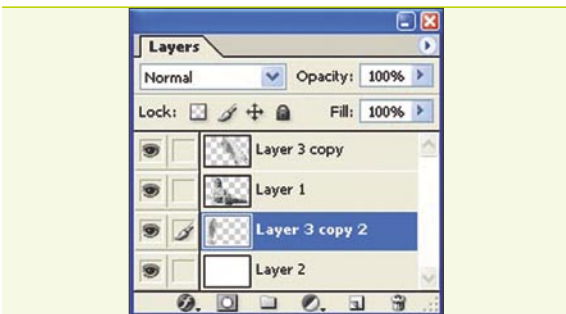 Layers
Normal Opacity: 100%
Lock: Fill: 100%
Layer 3 copy
Layer 1
Layer 3 copy 2
Layer 2